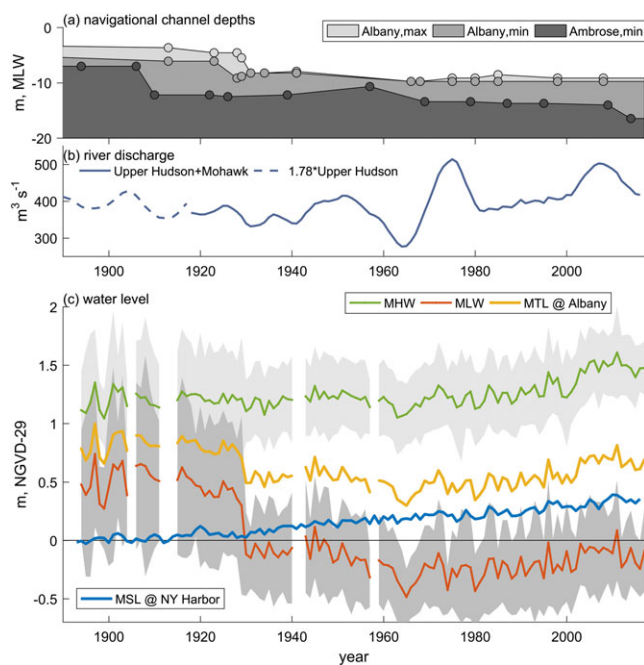 (a) navigational channel depths
Albany,max
Albany,min
Ambrose,min
m, MLW
0
-10
-20
(b) river discharge
Upper Hudson+Mohawk
1.78*Upper Hudson
m³ s⁻¹
500
400
300
1900
1920
1940
1960
1980
2000
(c) water level
MHW
MLW
MTL @ Albany
m, NGVD-29
2
1.5
1
0.5
0
-0.5
MSL @ NY Harbor
1900
1920
1940
1960
1980
2000
year